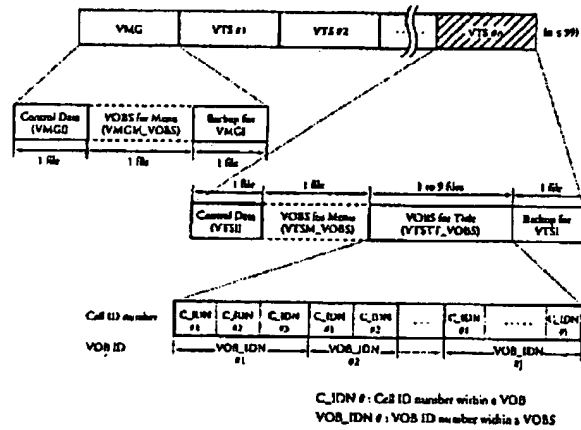 VMG VTS #1 VTS #2 ..... VTS #n (n ≤ 99)
Control Data VOBS for Menu Backup for
(VMGI) (VMGM_VOBS) VMGI
1 file 1 file 1 file
1 file 1 file 1 to 9 files 1 file
Control Data VOBS for Menu VOBS for Title Backup for
(VTSI) (VTSM_VOBS) (VTSTT_VOBS) VTSI
Cell ID number C_IDN C_IDN C_IDN C_IDN C_IDN .... C_IDN ...... C_IDN
#1 #2 #3 #1 #2 #1
VOB ID VOB_IDN VOB_IDN VOB_IDN
#1 #2 #j
C_IDN # : Cell ID number within a VOB
VOB_IDN # : VOB ID number within a VOBS